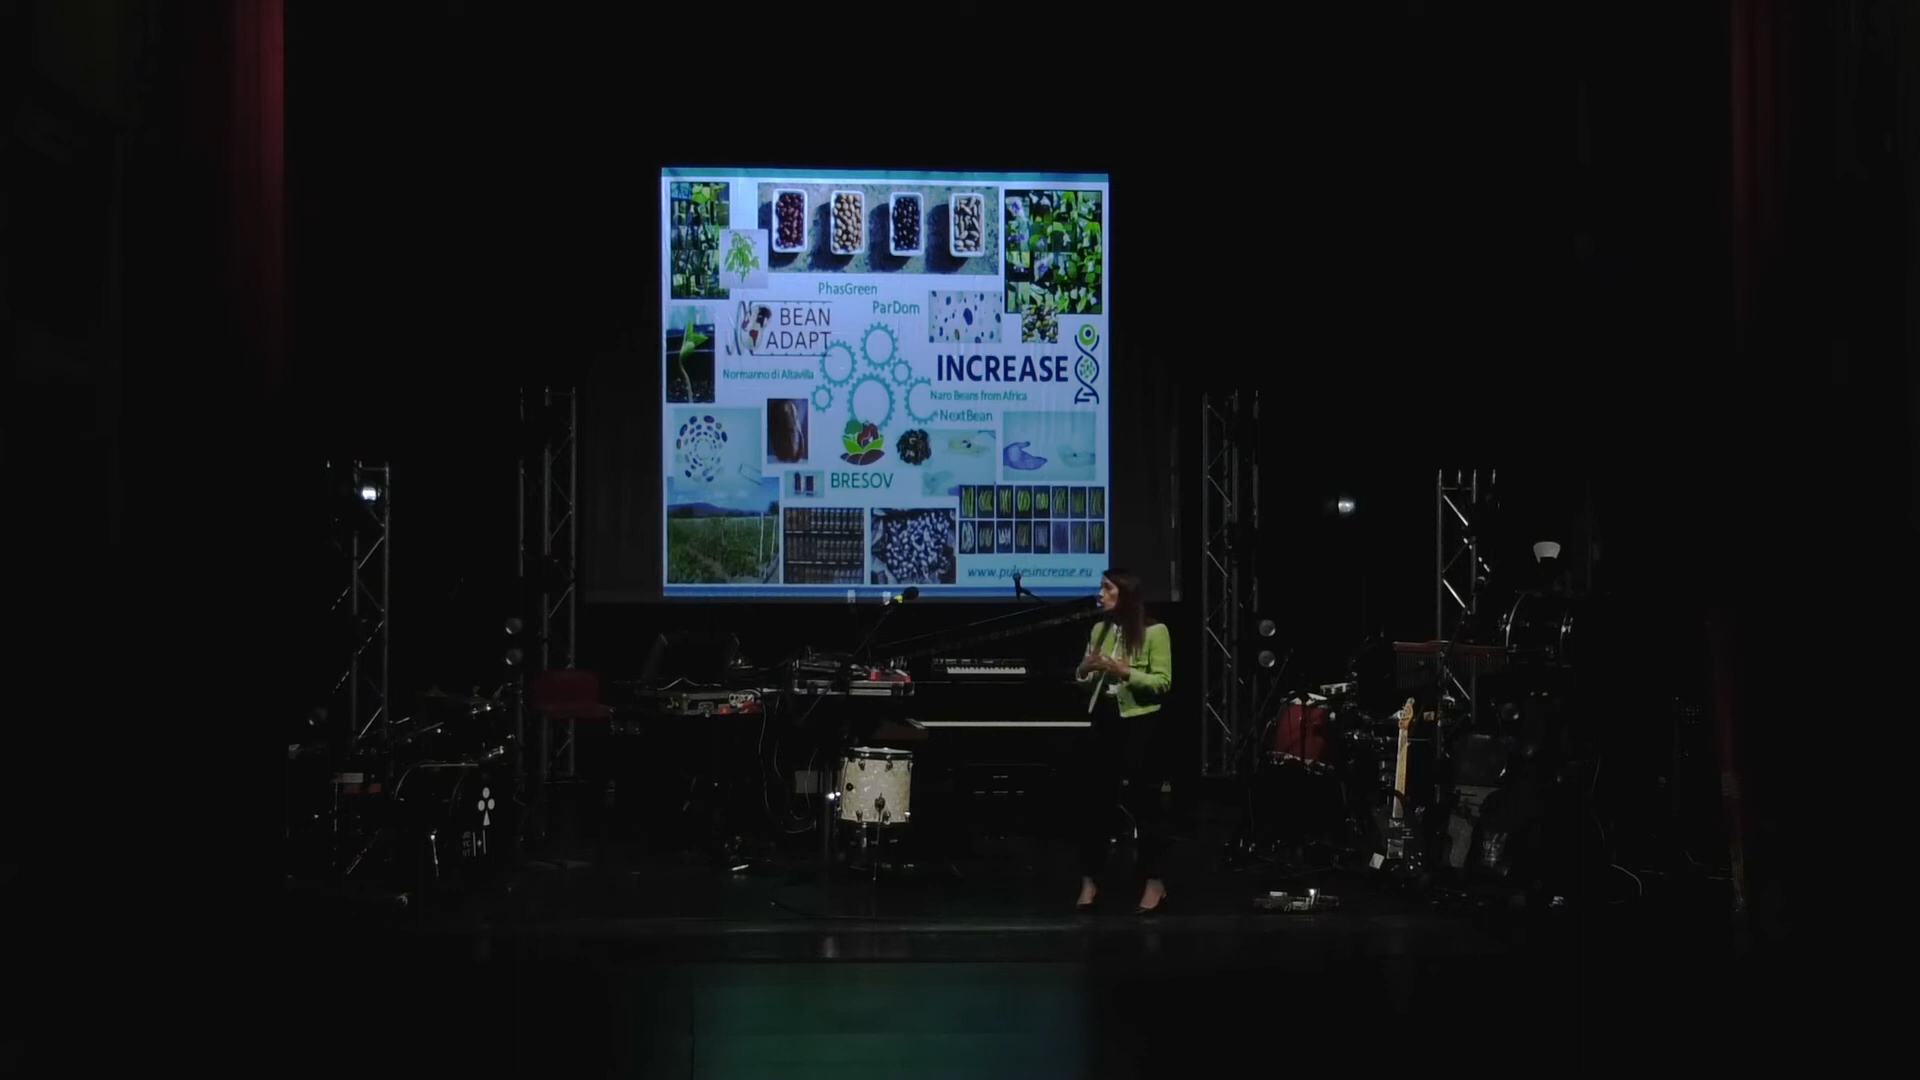 PhasGreen
ParDom
BEAN
ADAPT
INCREASE
Normanno di Altavilla
Naro Beans from Africa
NextBean
BRESOV
www.pulsesincrease.eu